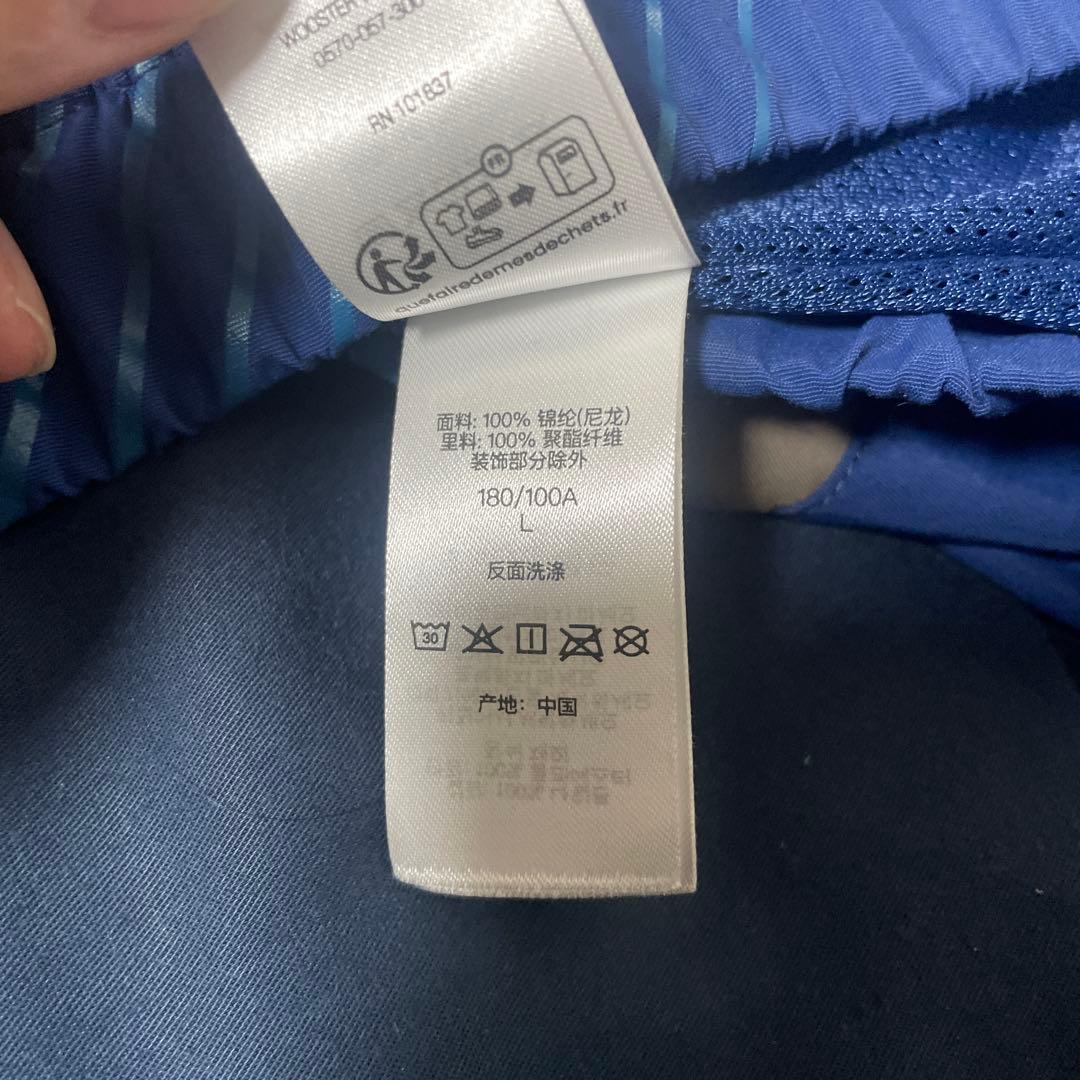 WOOSTER
0570-057-300
RN 101837
FR
quefairedemesdechets.fr
面料: 100% 锦纶(尼龙)
里料: 100% 聚酯纤维
装饰部分除外
180/100A
L
反面洗涤
30
产地: 中国